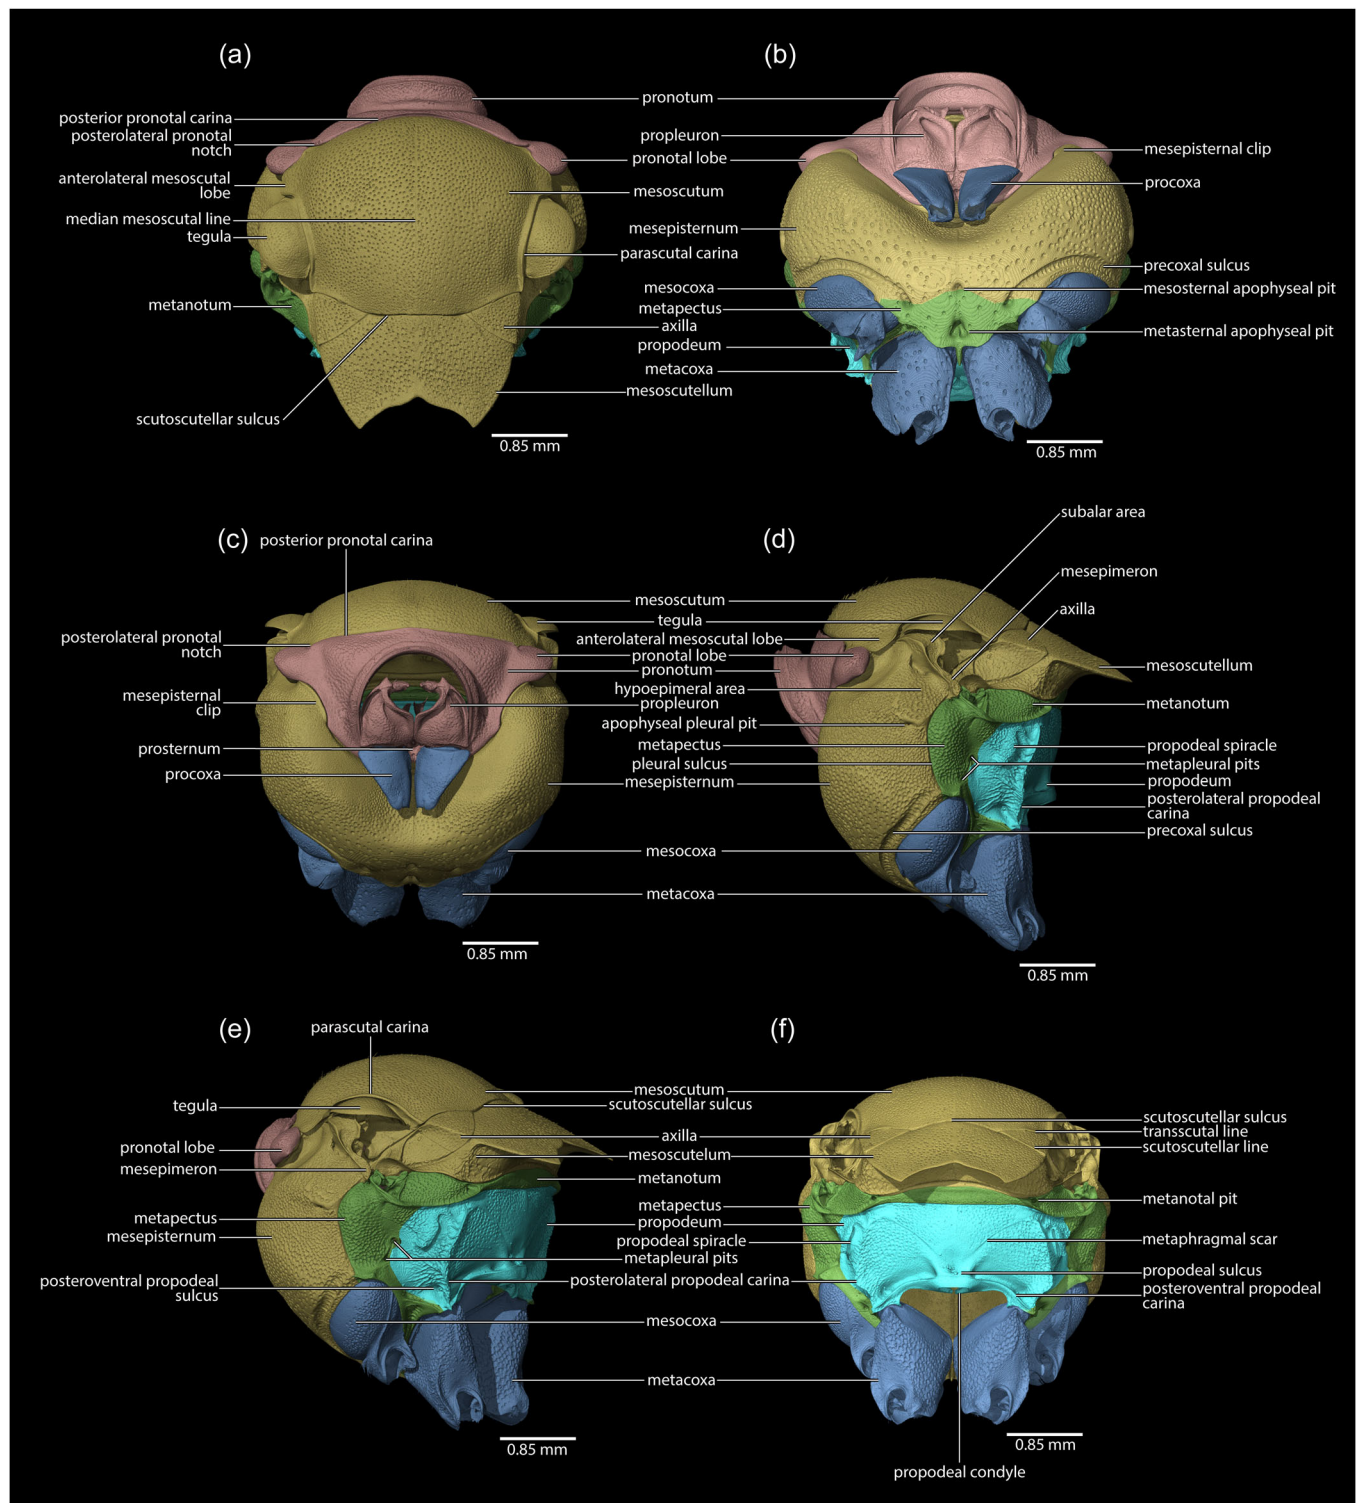 (a)
(b)
pronotum
posterior pronotal carina
posterolateral pronotal
notch
propleuron
pronotal lobe
mesepisternal clip
anterolateral mesoscutal
lobe
mesoscutum
procoxa
median mesoscutal line
tegula
mesepisternum
parascutal carina
precoxal sulcus
mesocoxa
mesosternal apophyseal pit
metanotum
metapectus
axilla
metasternal apophyseal pit
propodeum
metacoxa
mesoscutellum
scutoscutellar sulcus
0.85 mm
0.85 mm
(c)
posterior pronotal carina
(d)
subalar area
mesepimeron
mesoscutum
axilla
tegula
posterolateral pronotal
notch
anterolateral mesoscutal lobe
pronotal lobe
pronotum
mesoscutellum
mesepisternal
clip
hypoepimeral area
propleuron
metanotum
apophyseal pleural pit
prosternum
metapectus
propodeal spiracle
procoxa
pleural sulcus
metapleural pits
mesepisternum
propodeum
posterolateral propodeal
carina
precoxal sulcus
mesocoxa
metacoxa
0.85 mm
0.85 mm
(e)
parascutal carina
(f)
mesoscutum
tegula
scutoscutellar sulcus
scutoscutellar sulcus
transscutal line
pronotal lobe
axilla
scutoscutellar line
mesepimeron
mesoscutelum
metanotum
metapectus
metapectus
metanotal pit
mesepisternum
propodeum
propodeal spiracle
metaphragmal scar
metapleural pits
posteroventral propodeal
sulcus
posterolateral propodeal carina
propodeal sulcus
posteroventral propodeal
carina
mesocoxa
metacoxa
0.85 mm
0.85 mm
propodeal condyle